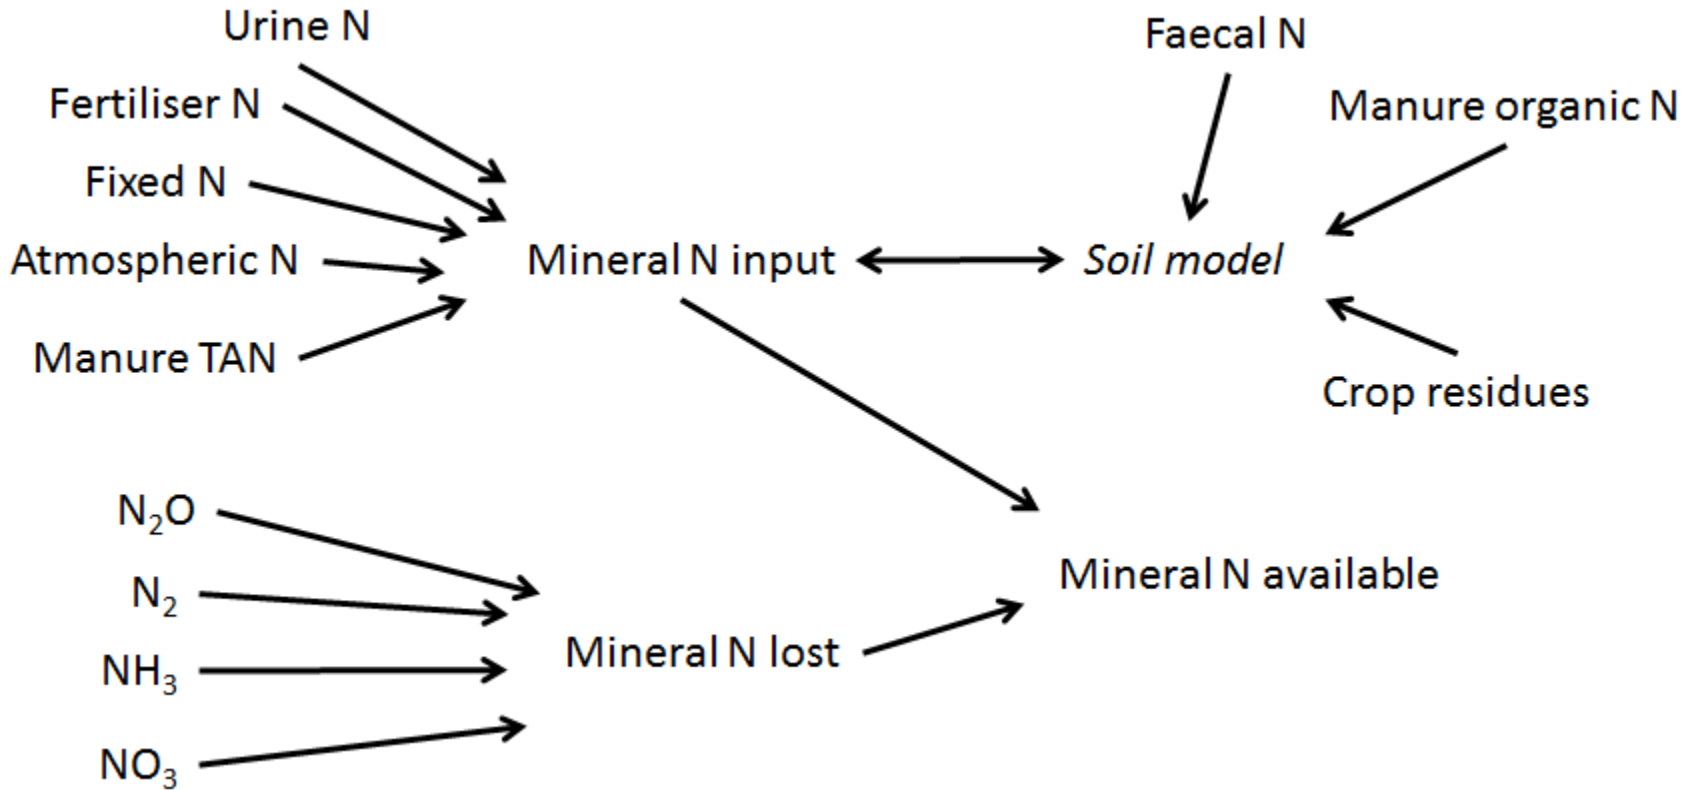 Urine N
Faecal N
Fertiliser N
Manure organic N
Fixed N
Atmospheric N
Mineral N input
Soil model
Manure TAN
Crop residues
N₂O
Mineral N available
N₂
Mineral N lost
NH₃
NO₃